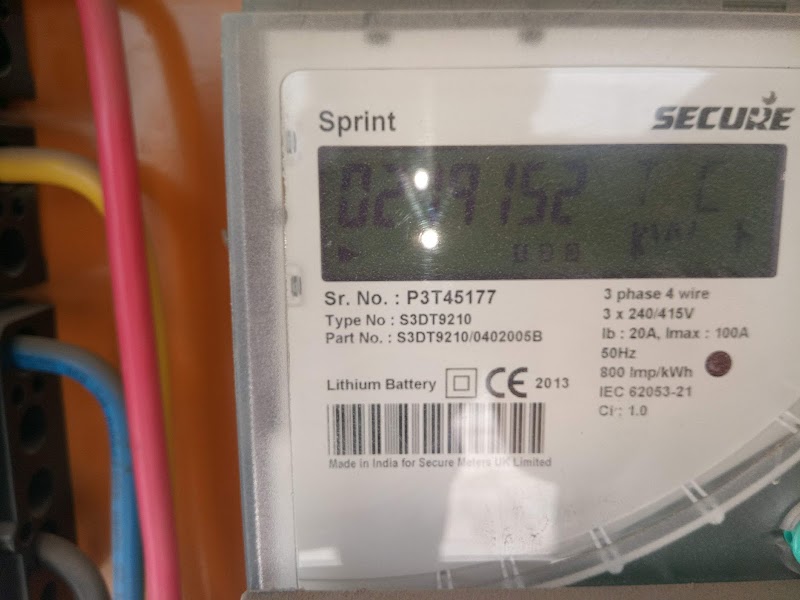 Sprint
SECURE
Sr. No. : P3T45177
Type No : S3DT9210
Part No. : S3DT9210/0402005B
Lithium Battery CE 2013
Made in India for Secure Meters UK Limited
3 phase 4 wire
3 x 240/415V
Ib : 20A, Imax : 100A
50Hz
800 Imp/kWh
IEC 62053-21
1.0